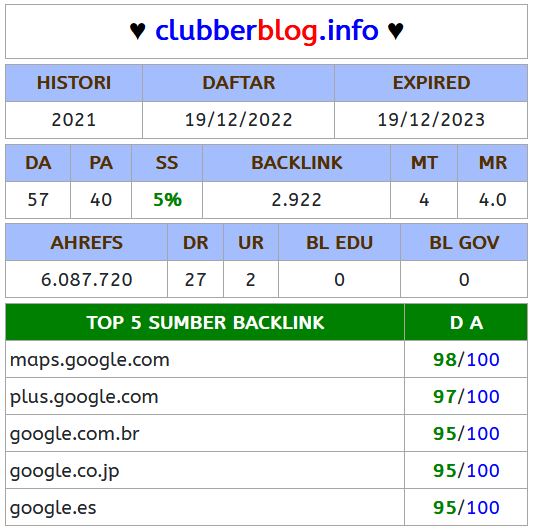 ♥ clubberblog.info ♥
HISTORI DAFTAR EXPIRED
2021 19/12/2022 19/12/2023
DA PA SS BACKLINK MT MR
57 40 5% 2.922 4 4.0
AHREFS DR UR BL EDU BL GOV
6.087.720 27 2 0 0
TOP 5 SUMBER BACKLINK D A
maps.google.com 98/100
plus.google.com 97/100
google.com.br 95/100
google.co.jp 95/100
google.es 95/100